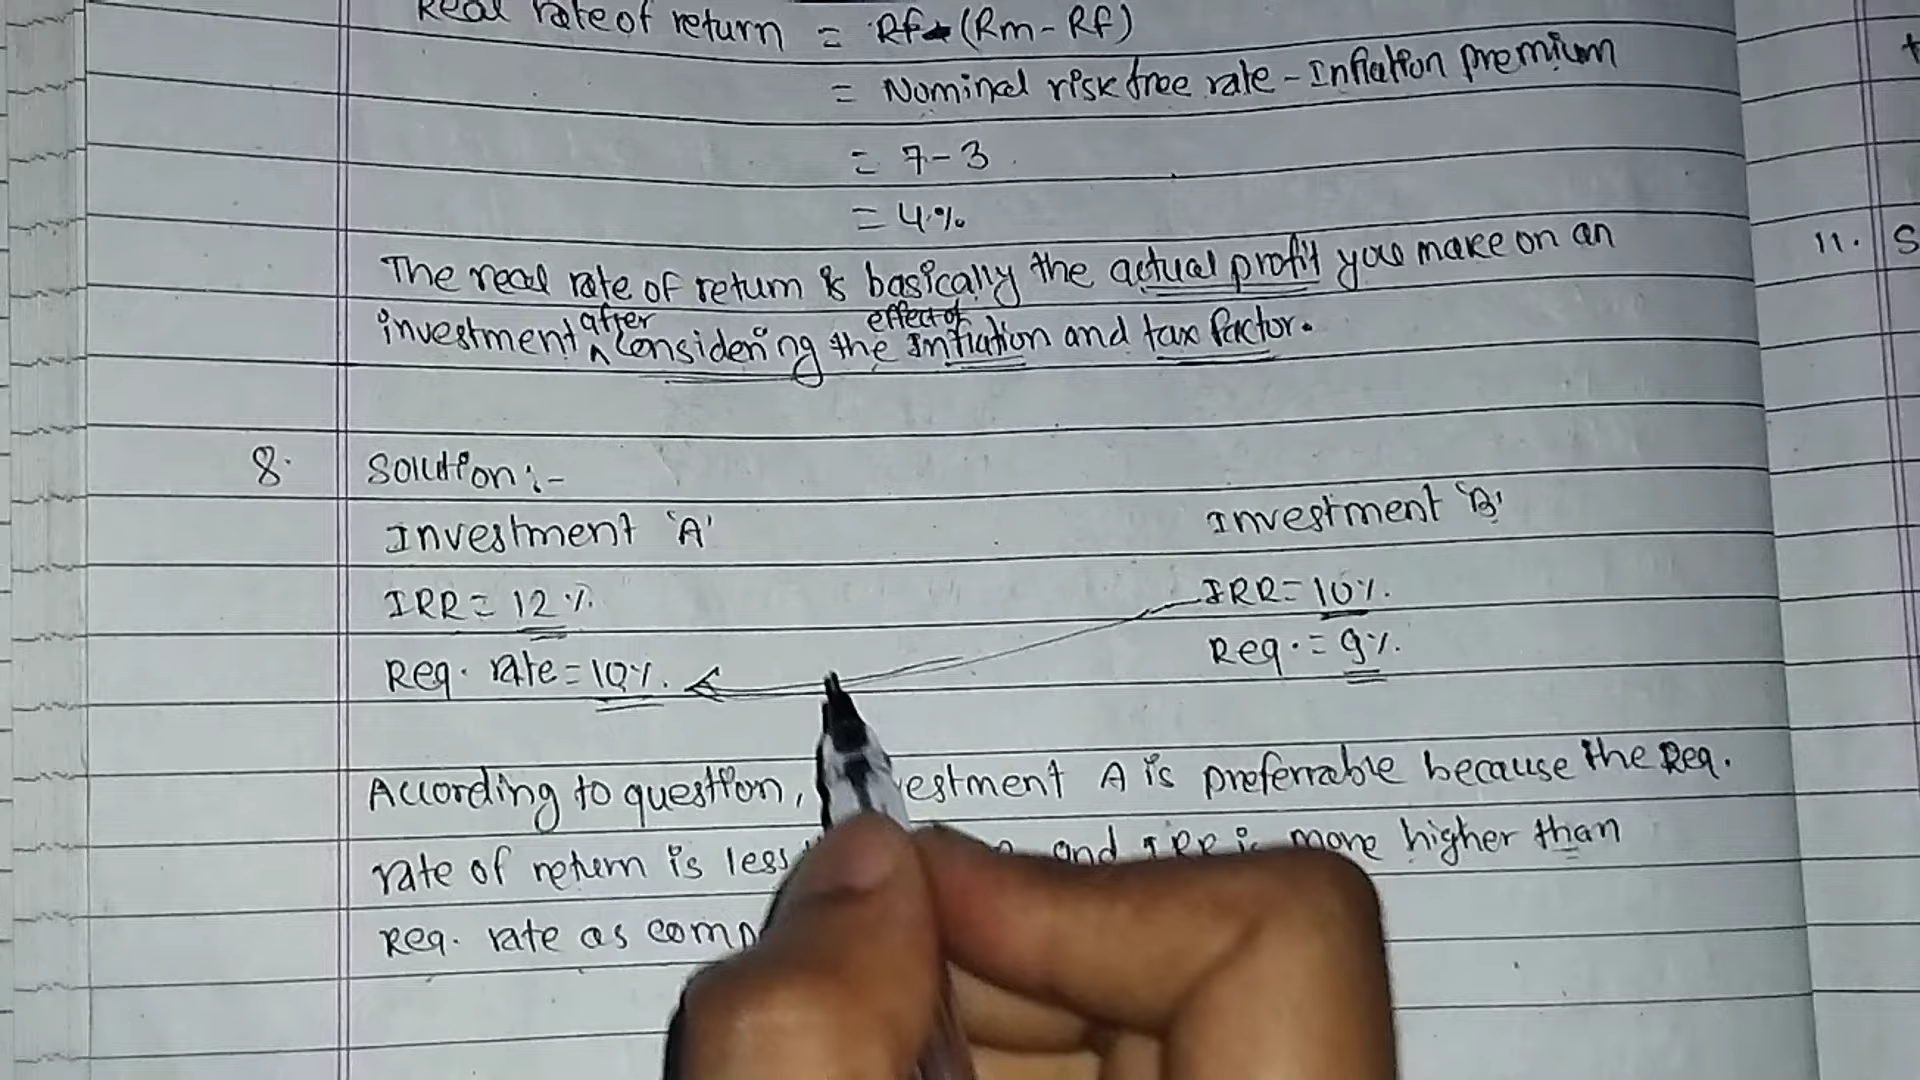 Real rate of return = Rf - (Rm - Rf)
= Nominal risk free rate - Inflation premium
= 7 - 3
= 4%
The real rate of return is basically the actual profit you make on an
investment after considering the effect of Inflation and tax factor.
8. Solution :-
Investment 'A'
Investment 'B'
IRR = 12%
IRR = 10%.
Req. rate = 10%.
Req. = 9%.
According to question, estment A is preferrable because the Req.
rate of return is less and IRR is more higher than
Req. rate as comp
11. S